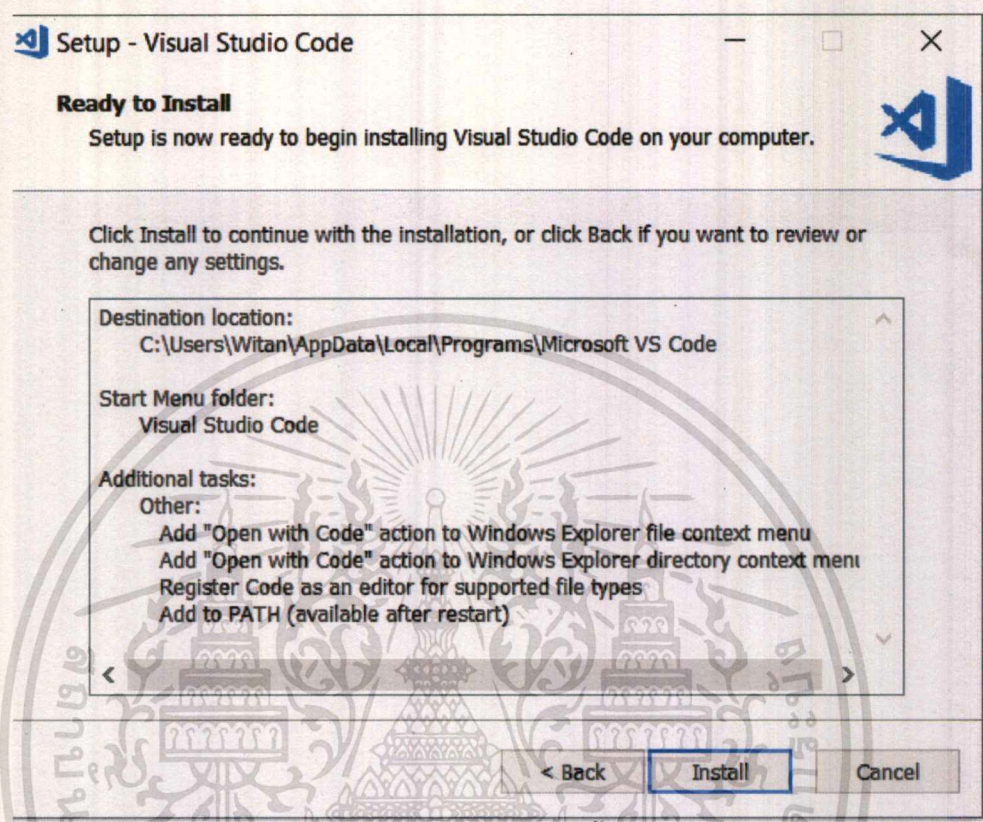 Setup - Visual Studio Code
Ready to Install
Setup is now ready to begin installing Visual Studio Code on your computer.
Click Install to continue with the installation, or click Back if you want to review or
change any settings.
Destination location:
C:\Users\Witan\AppData\Local\Programs\Microsoft VS Code
Start Menu folder:
Visual Studio Code
Additional tasks:
Other:
Add "Open with Code" action to Windows Explorer file context menu
Add "Open with Code" action to Windows Explorer directory context menu
Register Code as an editor for supported file types
Add to PATH (available after restart)
< Back
Install
Cancel